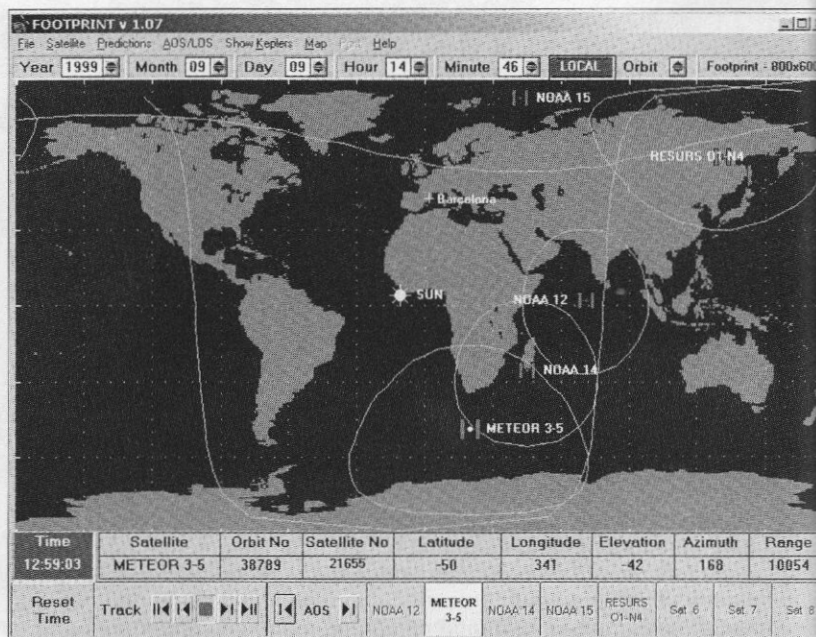 FOOTPRINT v 1.07
File Satellite Predictions AOS/LOS Show Keplers Map Print Help
Year 1999 Month 09 Day 09 Hour 14 Minute 46 LOCAL Orbit Footprint - 800x600
NOAA 15
RESURS O1-N4
Barcelona
SUN
NOAA 12
NOAA 14
METEOR 3-5
Time Satellite Orbit No Satellite No Latitude Longitude Elevation Azimuth Range
12:59:03 METEOR 3-5 38789 21655 -50 341 -42 168 10054
Reset Time Track AOS NOAA 12 METEOR 3-5 NOAA 14 NOAA 15 RESURS O1-N4 Sat 6 Sat 7 Sat 8